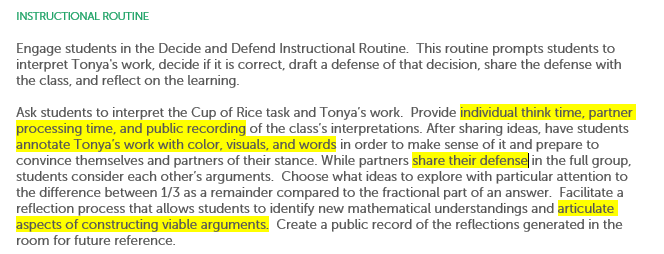 INSTRUCTIONAL ROUTINE
Engage students in the Decide and Defend Instructional Routine.  This routine prompts students to
interpret Tonya's work, decide if it is correct, draft a defense of that decision, share the defense with
the class, and reflect on the learning.
Ask students to interpret the Cup of Rice task and Tonya's work.  Provide individual think time, partner
processing time, and public recording of the class's interpretations. After sharing ideas, have students
annotate Tonya's work with color, visuals, and words in order to make sense of it and prepare to
convince themselves and partners of their stance. While partners share their defense in the full group,
students consider each other's arguments.  Choose what ideas to explore with particular attention to
the difference between 1/3 as a remainder compared to the fractional part of an answer.  Facilitate a
reflection process that allows students to identify new mathematical understandings and articulate
aspects of constructing viable arguments.  Create a public record of the reflections generated in the
room for future reference.